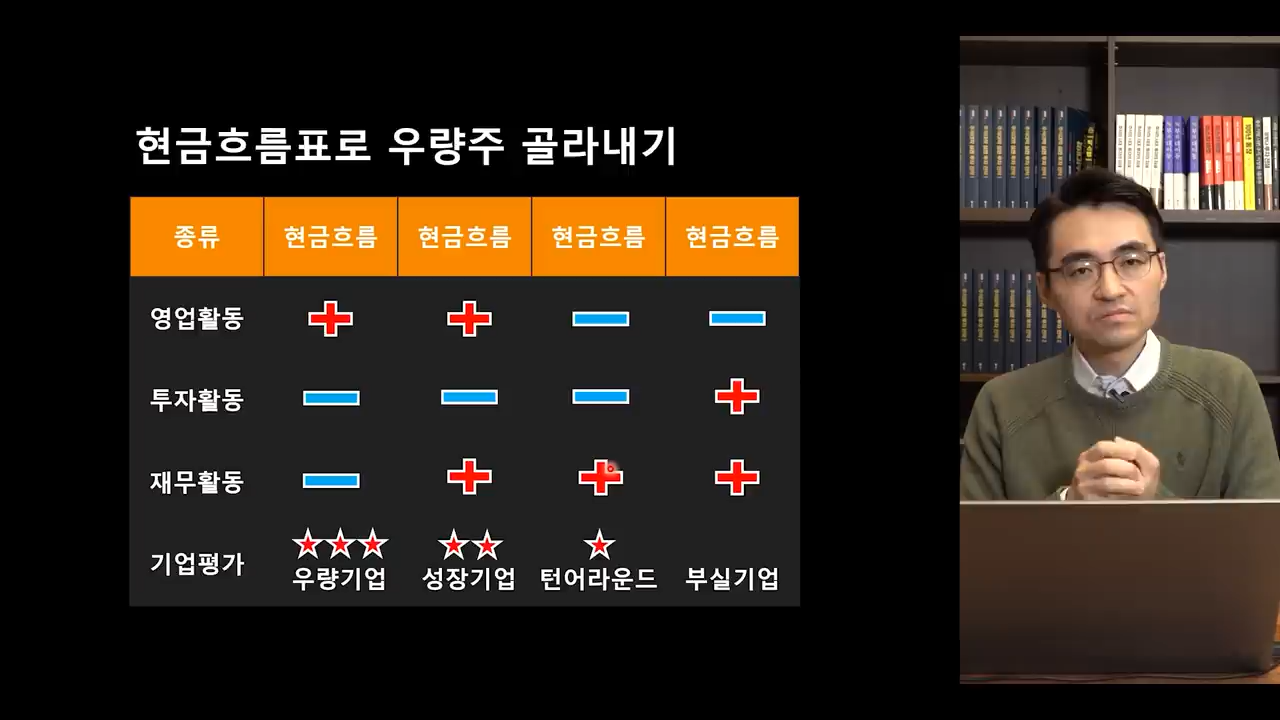 현금흐름표로 우량주 골라내기
종류 현금흐름 현금흐름 현금흐름 현금흐름
영업활동
투자활동
재무활동
기업평가
우량기업 성장기업 턴어라운드 부실기업